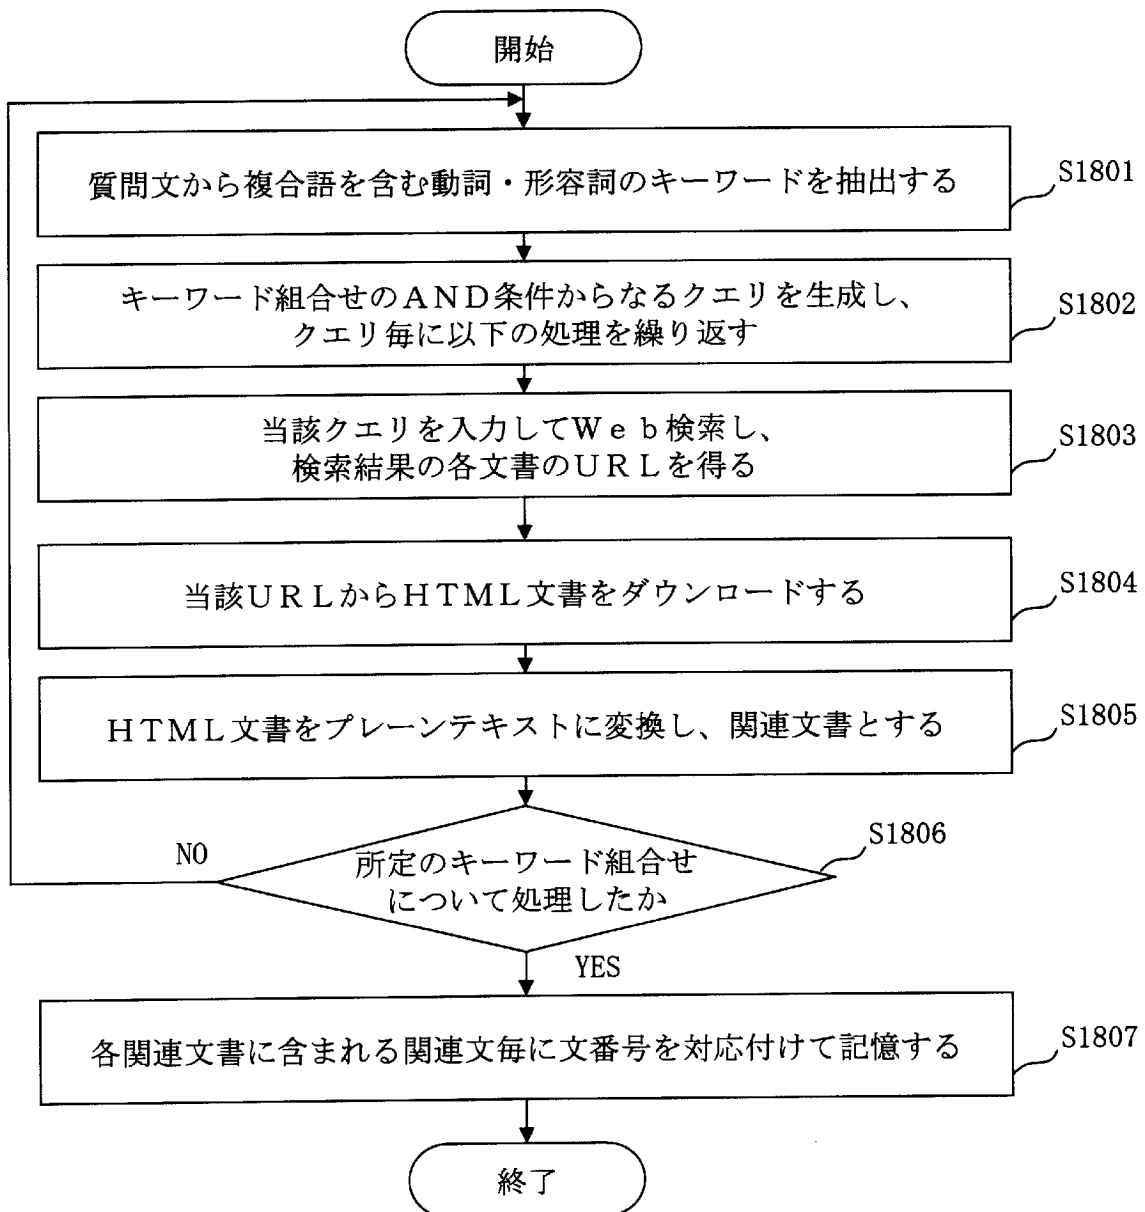 開始
質問文から複合語を含む動詞・形容詞のキーワードを抽出する
S1801
キーワード組合せのＡＮＤ条件からなるクエリを生成し、
クエリ毎に以下の処理を繰り返す
S1802
当該クエリを入力してＷｅｂ検索し、
検索結果の各文書のＵＲＬを得る
S1803
当該ＵＲＬからＨＴＭＬ文書をダウンロードする
S1804
ＨＴＭＬ文書をプレーンテキストに変換し、関連文書とする
S1805
NO
所定のキーワード組合せ
について処理したか
S1806
YES
各関連文書に含まれる関連文毎に文番号を対応付けて記憶する
S1807
終了